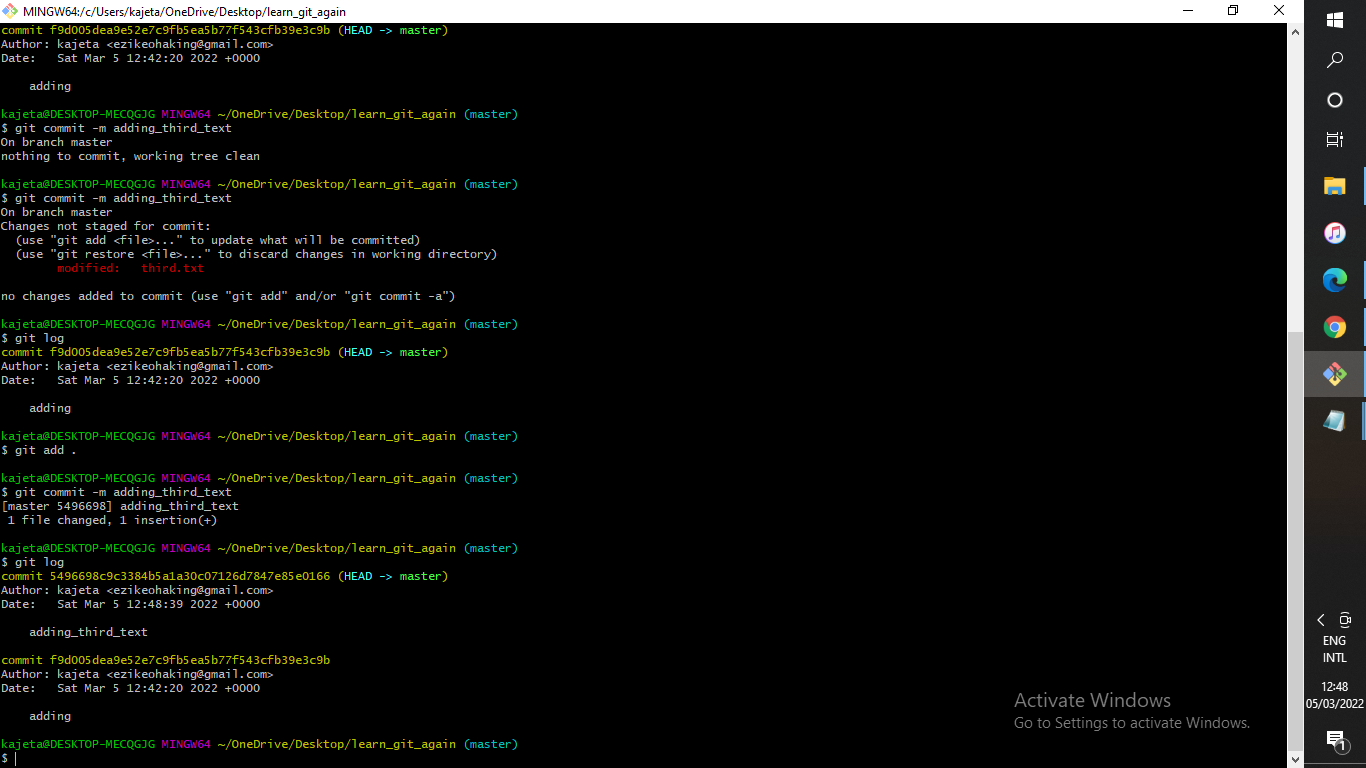 MINGW64:/c/Users/kajeta/OneDrive/Desktop/learn_git_again
commit f9d005dea9e52e7c9fb5ea5b77f543cfb39e3c9b (HEAD -> master)
Author: kajeta <ezikeohaking@gmail.com>
Date:   Sat Mar 5 12:42:20 2022 +0000
    adding
kajeta@DESKTOP-MECQGJG MINGW64 ~/OneDrive/Desktop/learn_git_again (master)
$ git commit -m adding_third_text
On branch master
nothing to commit, working tree clean
kajeta@DESKTOP-MECQGJG MINGW64 ~/OneDrive/Desktop/learn_git_again (master)
$ git commit -m adding_third_text
On branch master
Changes not staged for commit:
  (use "git add <file>..." to update what will be committed)
  (use "git restore <file>..." to discard changes in working directory)
        modified:   third.txt
no changes added to commit (use "git add" and/or "git commit -a")
kajeta@DESKTOP-MECQGJG MINGW64 ~/OneDrive/Desktop/learn_git_again (master)
$ git log
commit f9d005dea9e52e7c9fb5ea5b77f543cfb39e3c9b (HEAD -> master)
Author: kajeta <ezikeohaking@gmail.com>
Date:   Sat Mar 5 12:42:20 2022 +0000
    adding
kajeta@DESKTOP-MECQGJG MINGW64 ~/OneDrive/Desktop/learn_git_again (master)
$ git add .
kajeta@DESKTOP-MECQGJG MINGW64 ~/OneDrive/Desktop/learn_git_again (master)
$ git commit -m adding_third_text
[master 5496698] adding_third_text
 1 file changed, 1 insertion(+)
kajeta@DESKTOP-MECQGJG MINGW64 ~/OneDrive/Desktop/learn_git_again (master)
$ git log
commit 5496698c9c3384b5a1a30c07126d7847e85e0166 (HEAD -> master)
Author: kajeta <ezikeohaking@gmail.com>
Date:   Sat Mar 5 12:48:39 2022 +0000
    adding_third_text
commit f9d005dea9e52e7c9fb5ea5b77f543cfb39e3c9b
Author: kajeta <ezikeohaking@gmail.com>
Date:   Sat Mar 5 12:42:20 2022 +0000
    adding
kajeta@DESKTOP-MECQGJG MINGW64 ~/OneDrive/Desktop/learn_git_again (master)
$
Activate Windows
Go to Settings to activate Windows.
ENG
INTL
12:48
05/03/2022
1